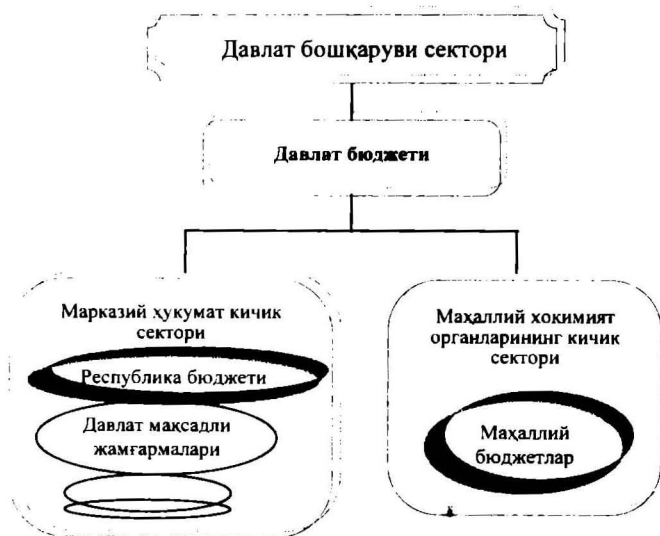 Давлат бошқаруви сектори
Давлат бюджети
Марказий ҳукумат кичик
сектори
Республика бюджети
Давлат мақсадли
жамғармалари
Маҳаллий хокимият
органларининг кичик
сектори
Маҳаллий
бюджетлар